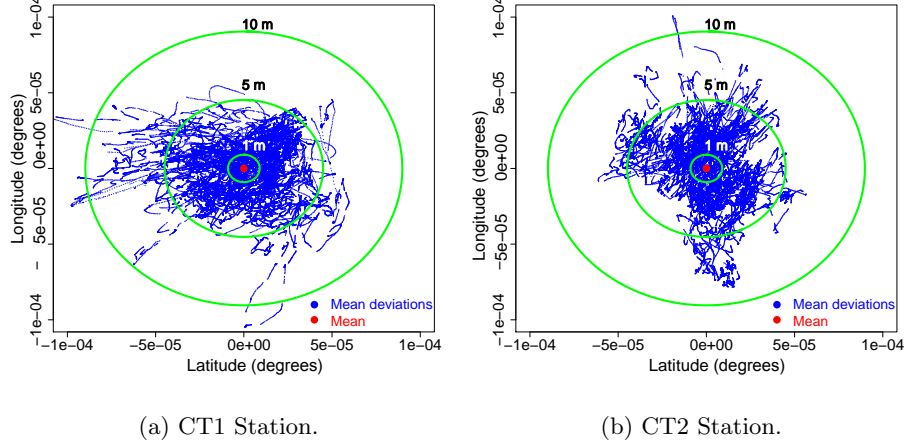 10 m
5 m
1 m
1e−04
5e−05
0e+00
−5e−05
−1e−04
Longitude (degrees)
−1e−04
−5e−05
0e+00
5e−05
1e−04
Latitude (degrees)
Mean deviations
Mean
(a) CT1 Station.
10 m
5 m
1 m
1e−04
5e−05
0e+00
−5e−05
−1e−04
Longitude (degrees)
−1e−04
−5e−05
0e+00
5e−05
1e−04
Latitude (degrees)
Mean deviations
Mean
(b) CT2 Station.